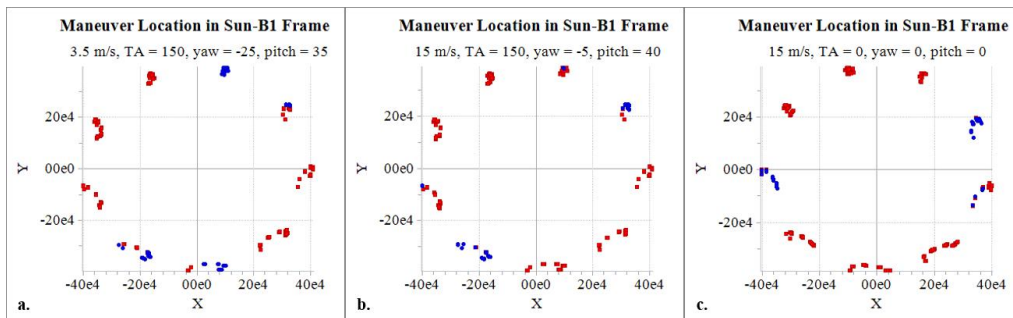 Maneuver Location in Sun-B1 Frame
3.5 m/s, TA = 150, yaw = -25, pitch = 35
20e4
00e0
-20e4
Y
-40e4 -20e4 00e0 20e4 40e4
X
a.
Maneuver Location in Sun-B1 Frame
15 m/s, TA = 150, yaw = -5, pitch = 40
20e4
00e0
-20e4
Y
-40e4 -20e4 00e0 20e4 40e4
X
b.
Maneuver Location in Sun-B1 Frame
15 m/s, TA = 0, yaw = 0, pitch = 0
20e4
00e0
-20e4
Y
-40e4 -20e4 00e0 20e4 40e4
X
c.